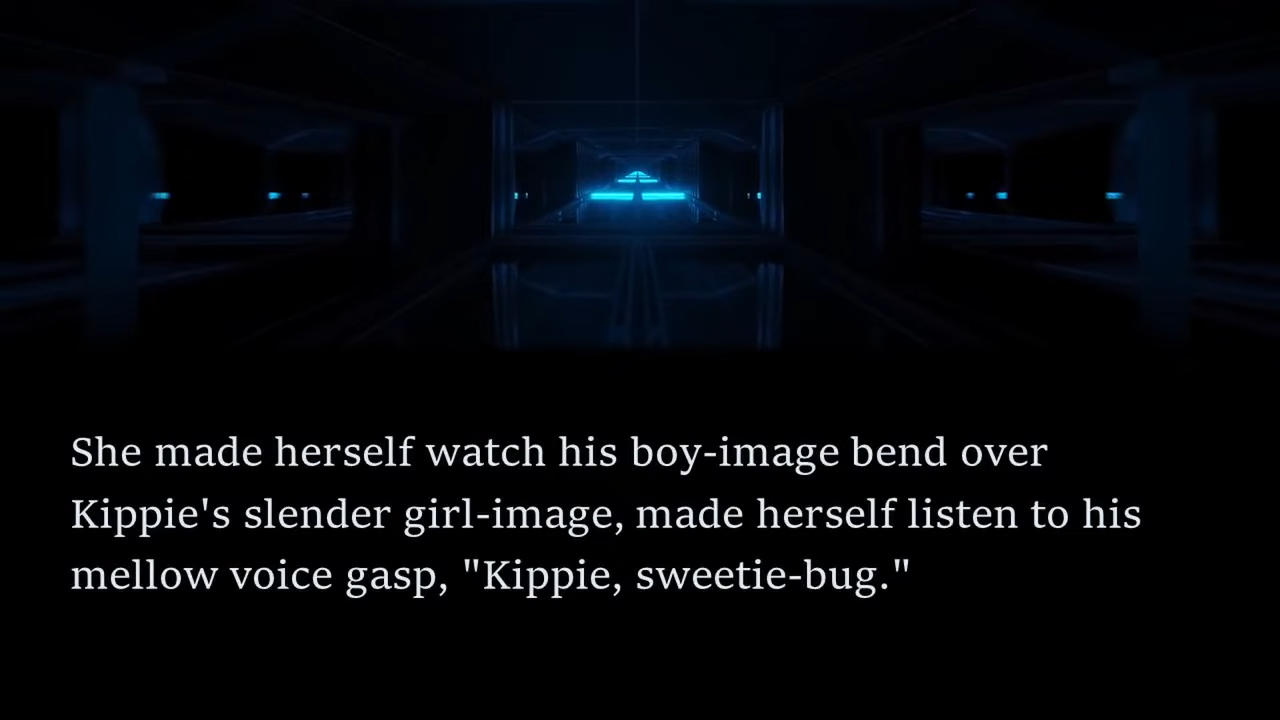 She made herself watch his boy-image bend over
Kippie's slender girl-image, made herself listen to his
mellow voice gasp, "Kippie, sweetie-bug."